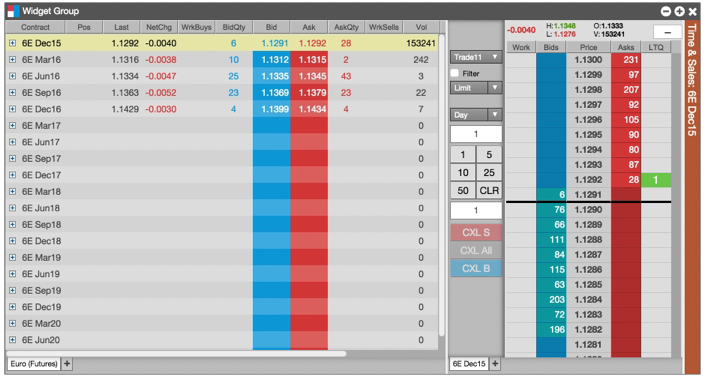 Widget Group
Contract Pos Last NetChg WrkBuys BidQty Bid Ask AskQty WrkSells Vol
6E Dec15 1.1292 -0.0040 6 1.1291 1.1292 28 153241
6E Mar16 1.1316 -0.0038 10 1.1312 1.1315 2 242
6E Jun16 1.1334 -0.0047 25 1.1335 1.1345 43 3
6E Sep16 1.1363 -0.0052 23 1.1369 1.1379 23 22
6E Dec16 1.1429 -0.0030 4 1.1399 1.1434 4 7
6E Mar17 0
6E Jun17 0
6E Sep17 0
6E Dec17 0
6E Mar18 0
6E Jun18 0
6E Sep18 0
6E Dec18 0
6E Mar19 0
6E Jun19 0
6E Sep19 0
6E Dec19 0
6E Mar20 0
6E Jun20 0
Euro (Futures) +
Trade11
Filter
Limit
Day
1
1 5
10 25
50 CLR
1
CXL S
CXL All
CXL B
-0.0040 H:1.1348 O:1.1333
L: 1.1276 V: 153241
Work Bids Price Asks LTQ
1.1300 231
1.1299 97
1.1298 207
1.1297 92
1.1296 105
1.1295 90
1.1294 80
1.1293 87
1.1292 28 1
6 1.1291
76 1.1290
66 1.1289
111 1.1288
84 1.1287
115 1.1286
63 1.1285
203 1.1284
72 1.1283
196 1.1282
1.1281
6E Dec15 +
Time & Sales: 6E Dec15